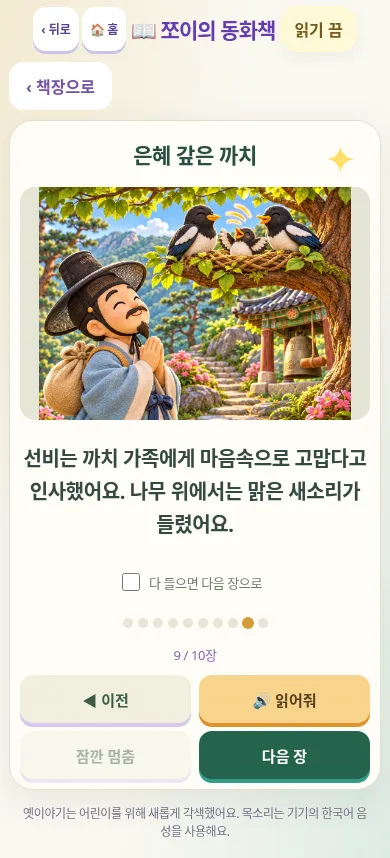 ‹ 뒤로
🏠 홈
📖 쪼이의 동화책
읽기 끔
‹ 책장으로
은혜 갚은 까치
선비는 까치 가족에게 마음속으로 고맙다고
인사했어요. 나무 위에서는 맑은 새소리가
들렸어요.
다 들으면 다음 장으로
9 / 10장
◀ 이전
🔊 읽어줘
잠깐 멈춤
다음 장
옛이야기는 어린이를 위해 새롭게 각색했어요. 목소리는 기기의 한국어 음
성을 사용해요.